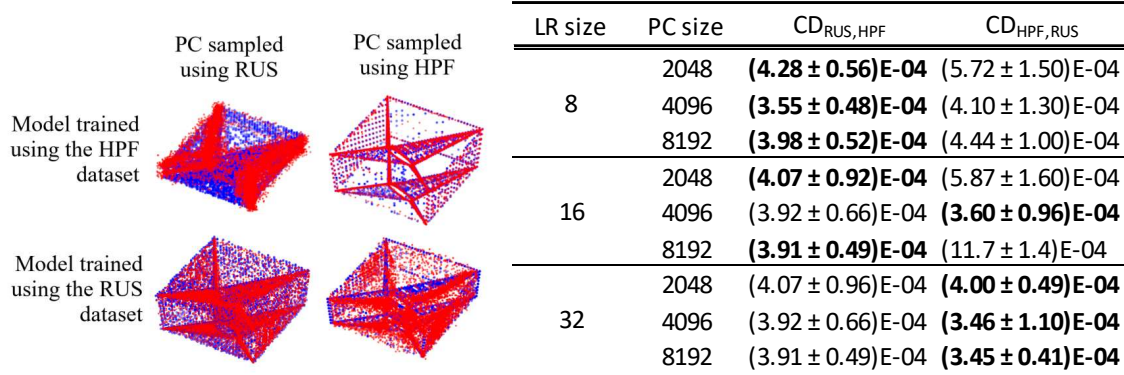 PC sampled using RUS
PC sampled using HPF
Model trained using the HPF dataset
Model trained using the RUS dataset
LR size PC size CD_RUS,HPF CD_HPF,RUS
2048 (4.28 ± 0.56)E-04 (5.72 ± 1.50)E-04
8 4096 (3.55 ± 0.48)E-04 (4.10 ± 1.30)E-04
8192 (3.98 ± 0.52)E-04 (4.44 ± 1.00)E-04
2048 (4.07 ± 0.92)E-04 (5.87 ± 1.60)E-04
16 4096 (3.92 ± 0.66)E-04 (3.60 ± 0.96)E-04
8192 (3.91 ± 0.49)E-04 (11.7 ± 1.4)E-04
2048 (4.07 ± 0.96)E-04 (4.00 ± 0.49)E-04
32 4096 (3.92 ± 0.66)E-04 (3.46 ± 1.10)E-04
8192 (3.91 ± 0.49)E-04 (3.45 ± 0.41)E-04